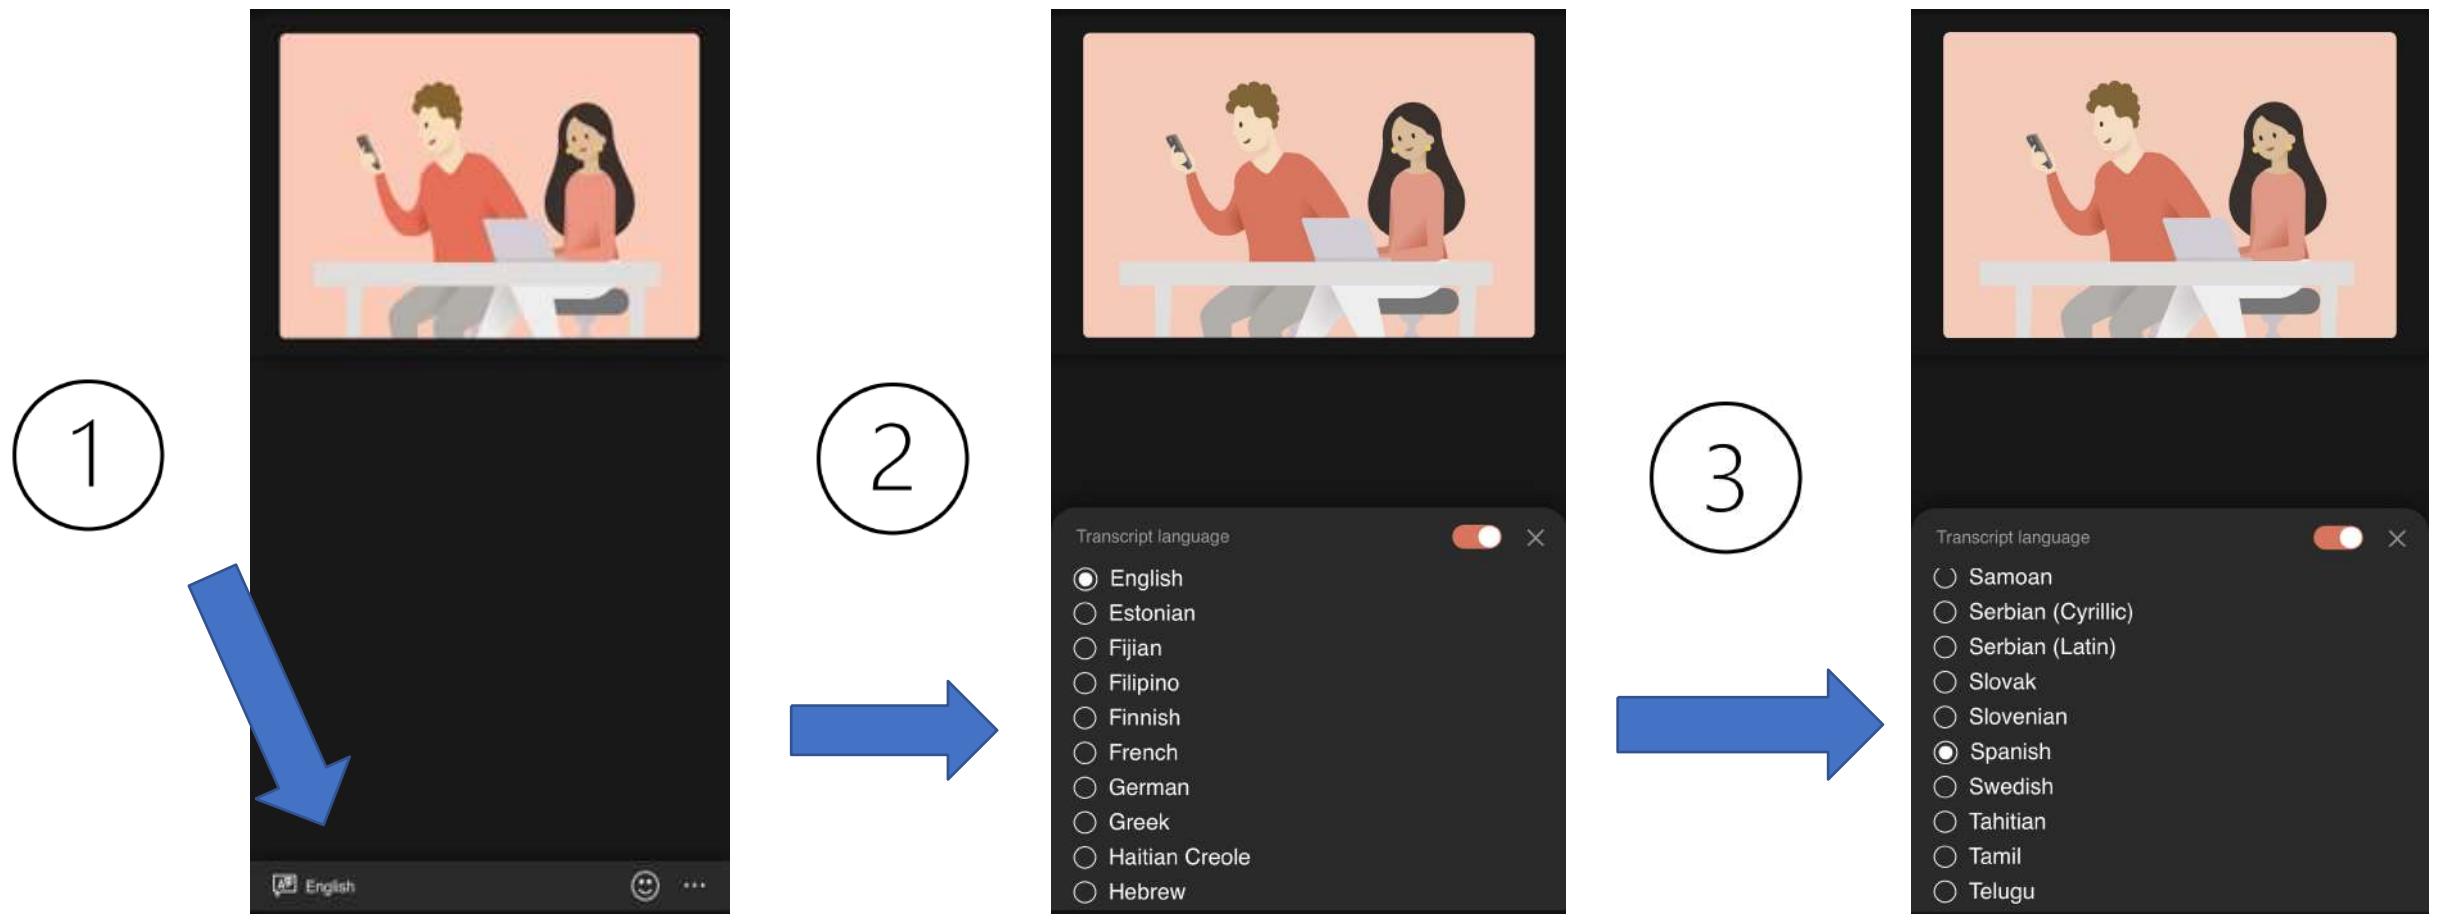 1
English
2
Transcript language
English
Estonian
Fijian
Filipino
Finnish
French
German
Greek
Haitian Creole
Hebrew
3
Transcript language
Samoan
Serbian (Cyrillic)
Serbian (Latin)
Slovak
Slovenian
Spanish
Swedish
Tahitian
Tamil
Telugu